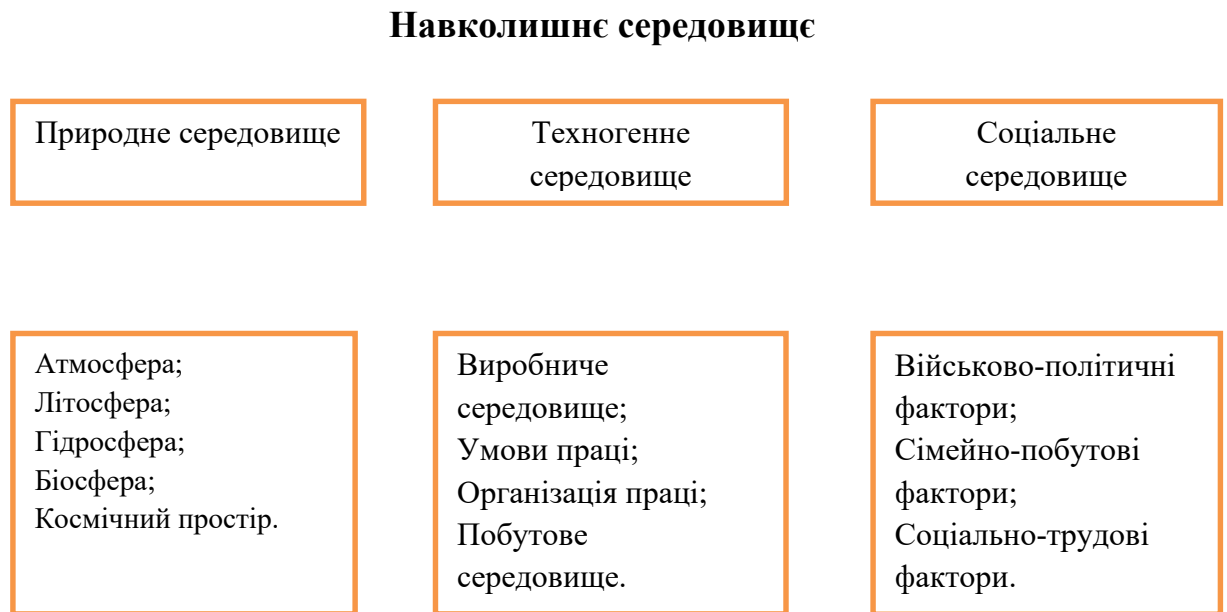 Навколишнє середовищє
Природне середовище
Техногенне
середовище
Соціальне
середовище
Атмосфера;
Літосфера;
Гідросфера;
Біосфера;
Космічний простір.
Виробниче
середовище;
Умови праці;
Організація праці;
Побутове
середовище.
Військово-політичні
фактори;
Сімейно-побутові
фактори;
Соціально-трудові
фактори.